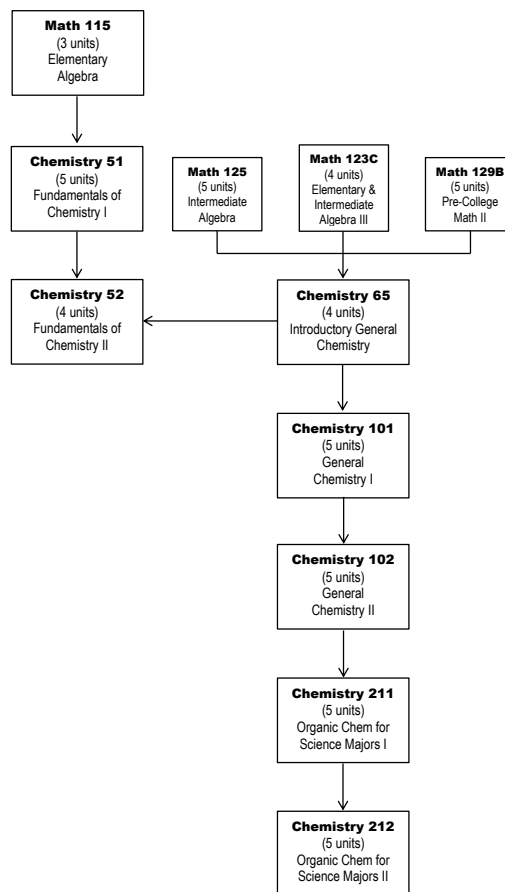 Math 115
(3 units)
Elementary
Algebra
Chemistry 51
(5 units)
Fundamentals of
Chemistry I
Math 125
(5 units)
Intermediate
Algebra
Math 123C
(4 units)
Elementary &
Intermediate
Algebra III
Math 129B
(5 units)
Pre-College
Math II
Chemistry 52
(4 units)
Fundamentals of
Chemistry II
Chemistry 65
(4 units)
Introductory General
Chemistry
Chemistry 101
(5 units)
General
Chemistry I
Chemistry 102
(5 units)
General
Chemistry II
Chemistry 211
(5 units)
Organic Chem for
Science Majors I
Chemistry 212
(5 units)
Organic Chem for
Science Majors II